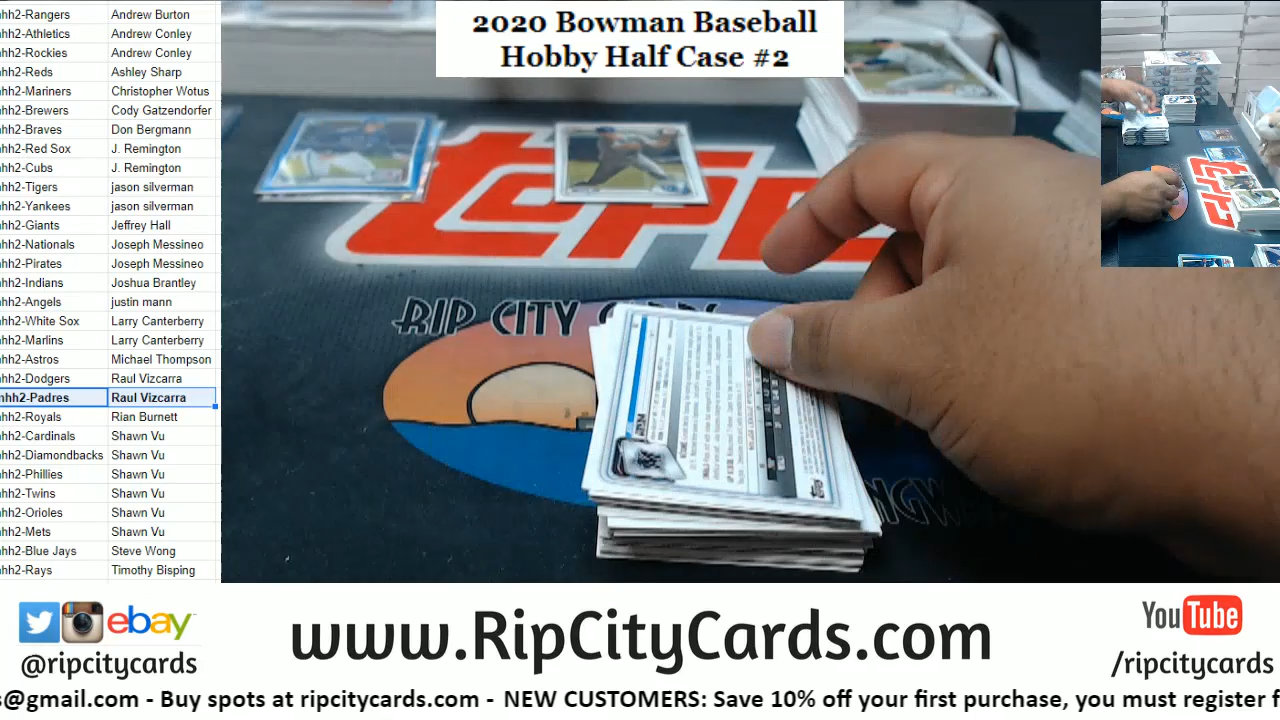 2020 Bowman Baseball
Hobby Half Case #2
hh2-Rangers Andrew Burton
hh2-Athletics Andrew Conley
hh2-Rockies Andrew Conley
hh2-Reds Ashley Sharp
hh2-Mariners Christopher Wotus
hh2-Brewers Cody Gatzendorfer
hh2-Braves Don Bergmann
hh2-Red Sox J. Remington
hh2-Cubs J. Remington
hh2-Tigers jason silverman
hh2-Yankees jason silverman
hh2-Giants Jeffrey Hall
hh2-Nationals Joseph Messineo
hh2-Pirates Joseph Messineo
hh2-Indians Joshua Brantley
hh2-Angels justin mann
hh2-White Sox Larry Canterberry
hh2-Marlins Larry Canterberry
hh2-Astros Michael Thompson
hh2-Dodgers Raul Vizcarra
hh2-Padres Raul Vizcarra
hh2-Royals Rian Burnett
hh2-Cardinals Shawn Vu
hh2-Diamondbacks Shawn Vu
hh2-Phillies Shawn Vu
hh2-Twins Shawn Vu
hh2-Orioles Shawn Vu
hh2-Mets Shawn Vu
hh2-Blue Jays Steve Wong
hh2-Rays Timothy Bisping
RIP CITY
ebay
@ripcitycards
www.RipCityCards.com
YouTube
/ripcitycards
s@gmail.com - Buy spots at ripcitycards.com - NEW CUSTOMERS: Save 10% off your first purchase, you must register f